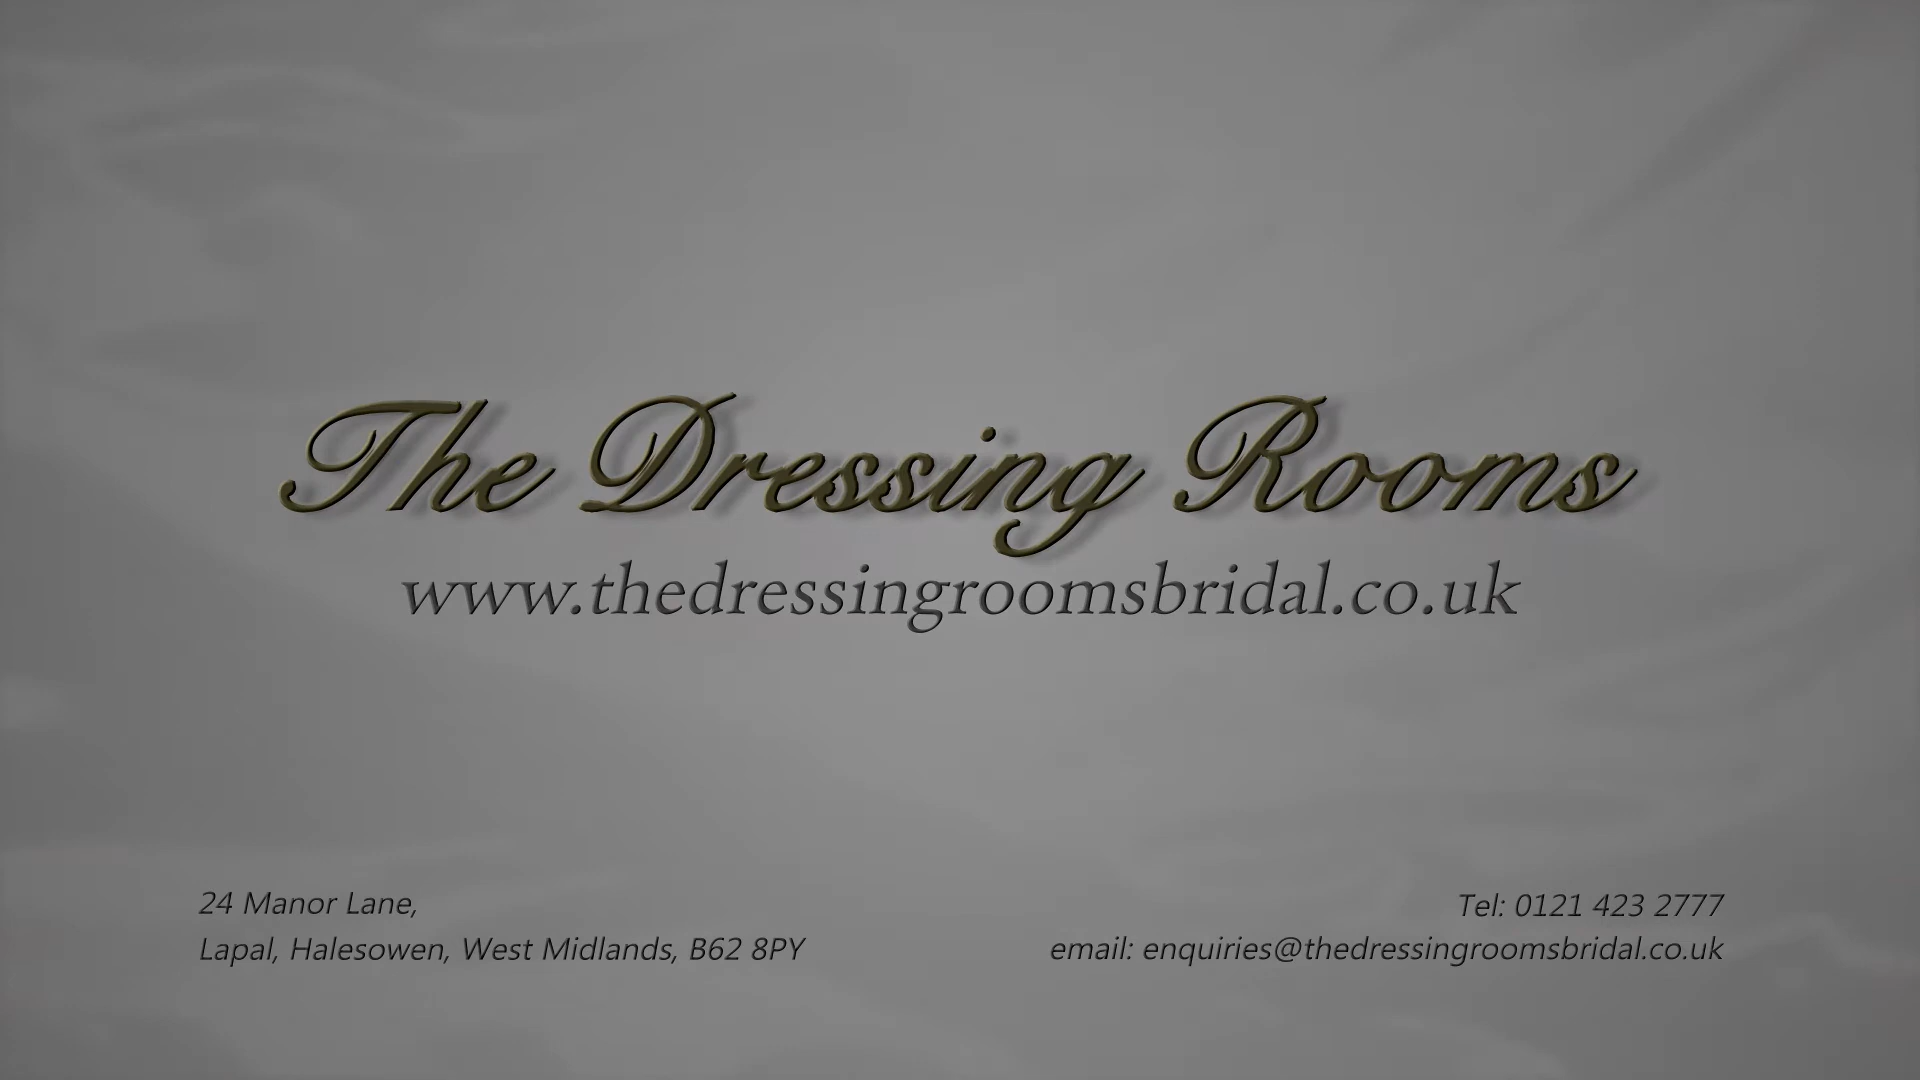 The Dressing Rooms
www.thedressingroomsbridal.co.uk
24 Manor Lane,
Lapal, Halesowen, West Midlands, B62 8PY
Tel: 0121 423 2777
email: enquiries@thedressingroomsbridal.co.uk